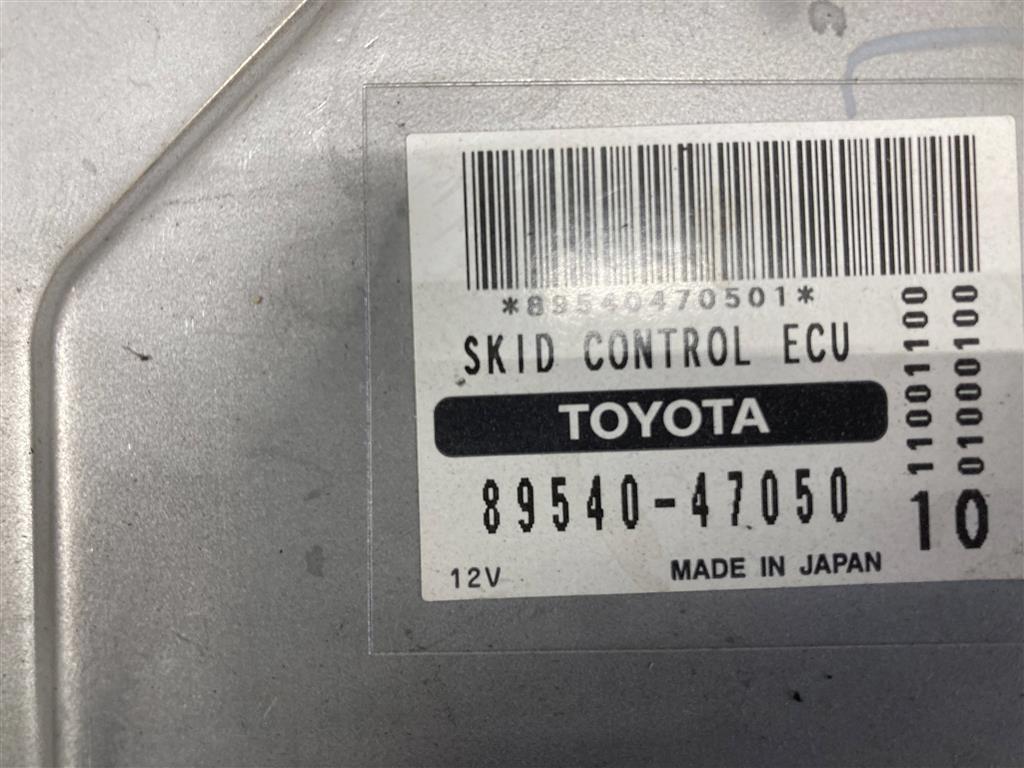 *89540470501*
SKID CONTROL ECU
TOYOTA
89540-47050
12V
MADE IN JAPAN
11001100
01000100
10